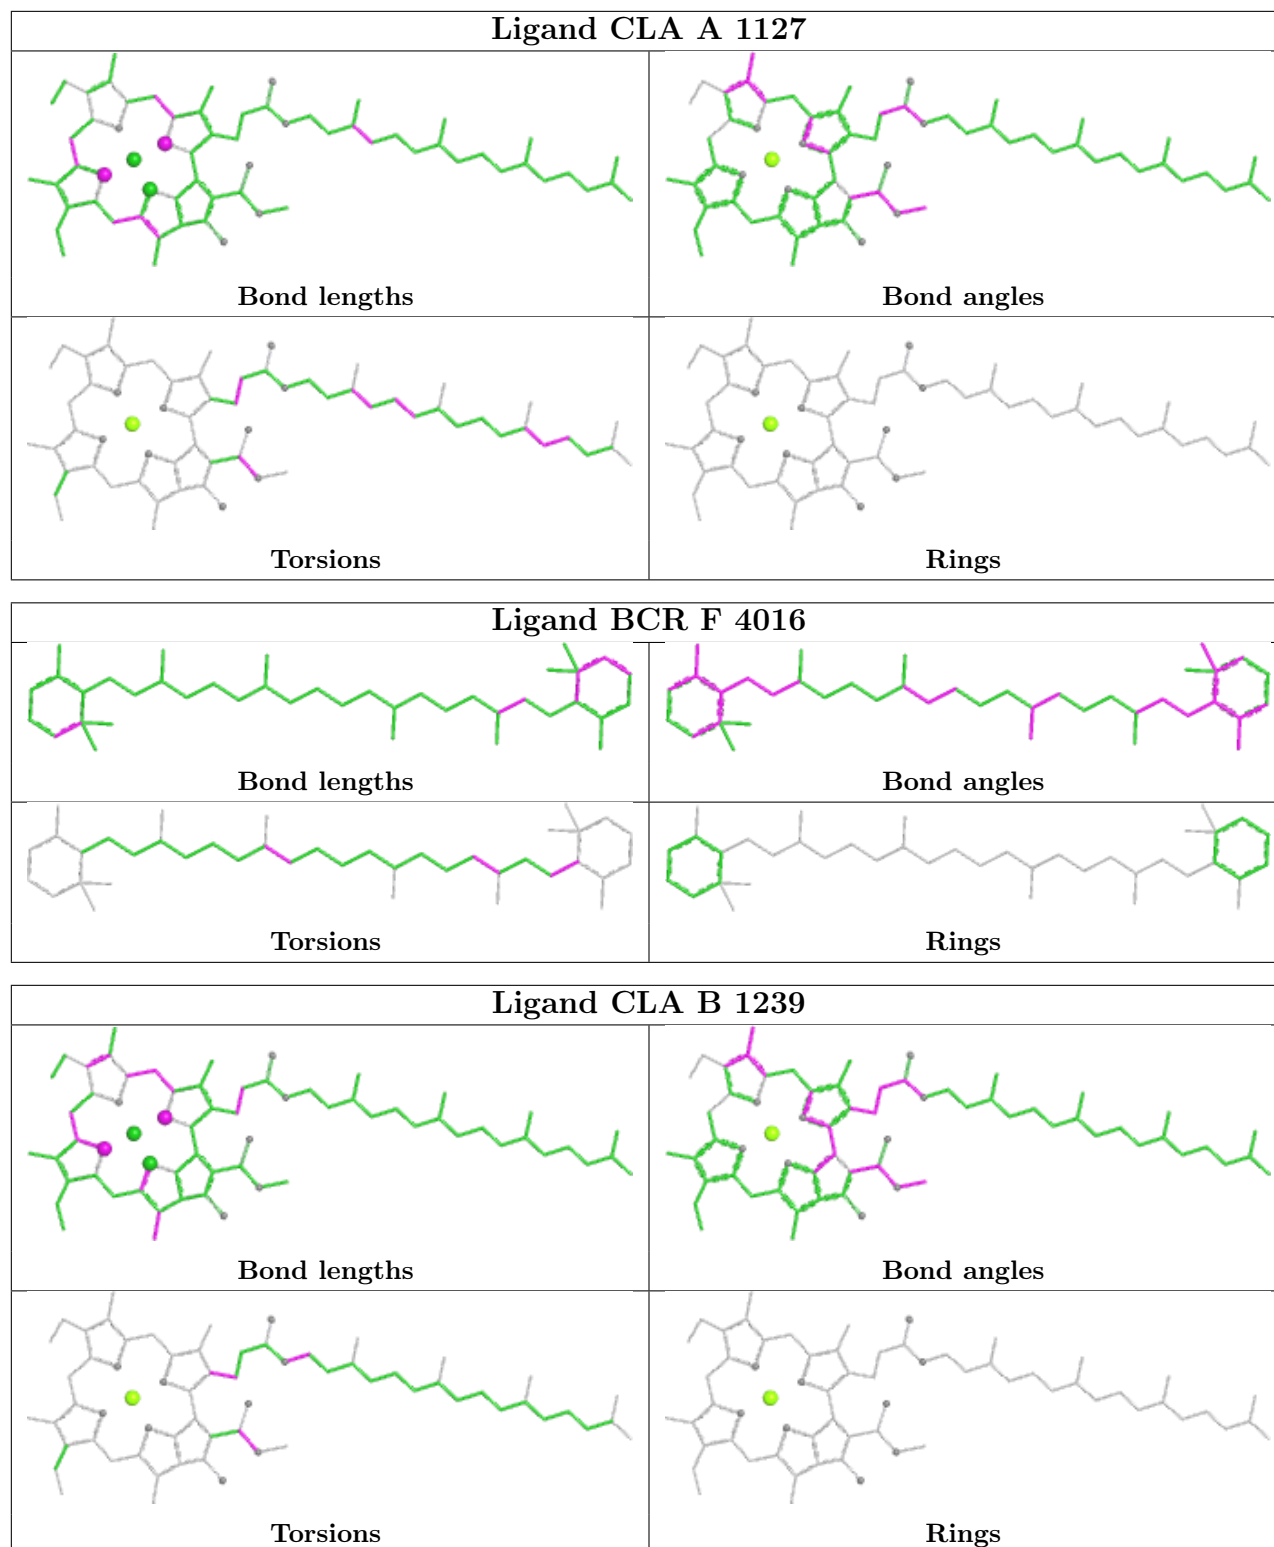 Ligand CLA A 1127
Bond lengths
Bond angles
Torsions
Rings
Ligand BCR F 4016
Bond lengths
Bond angles
Torsions
Rings
Ligand CLA B 1239
Bond lengths
Bond angles
Torsions
Rings